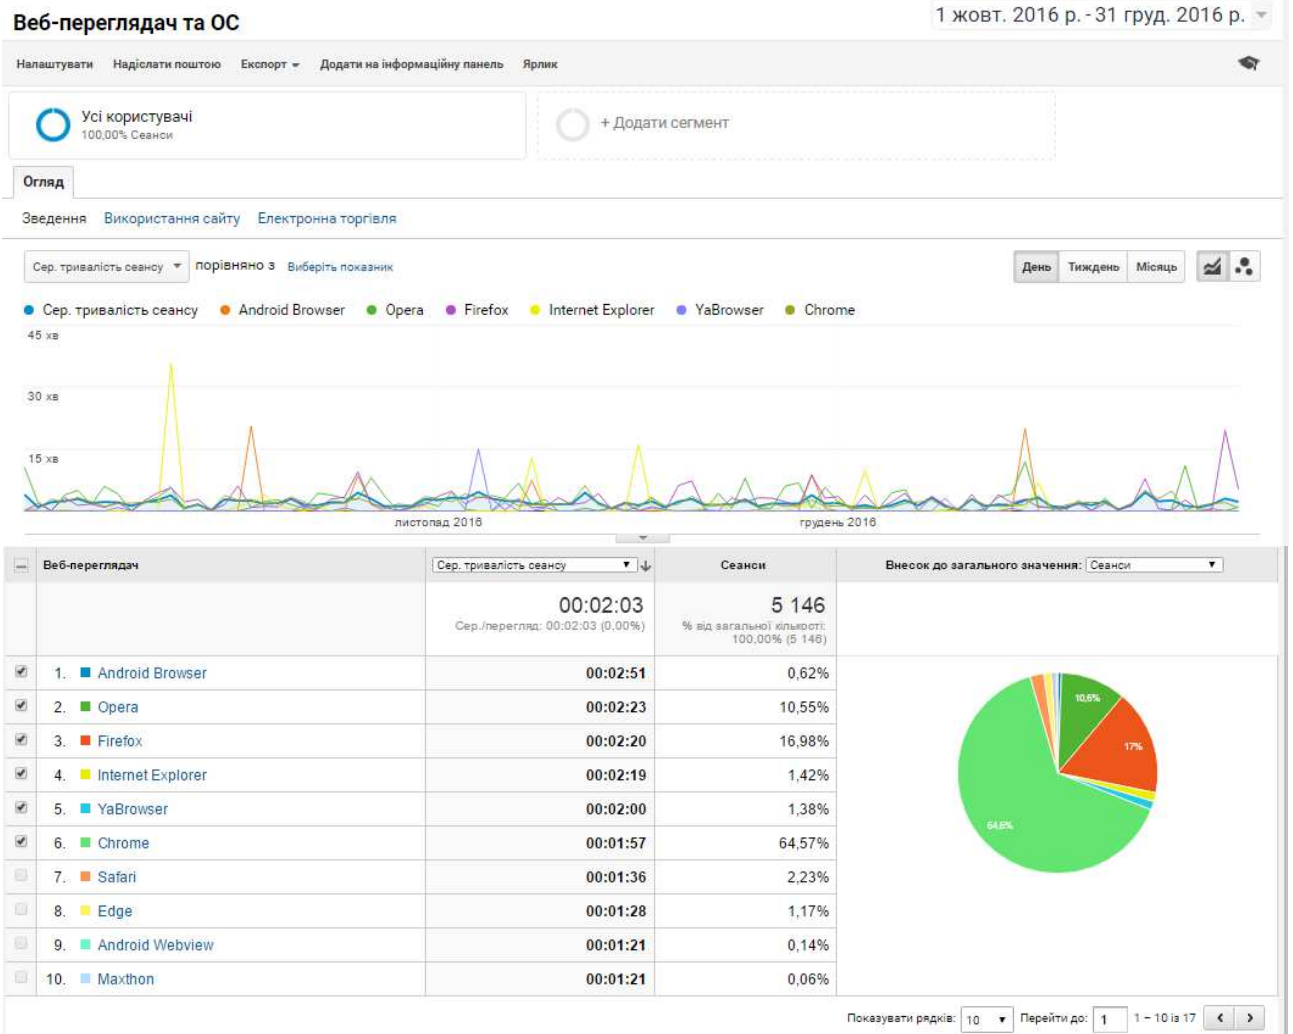 Веб-переглядач та ОС
1 жовт. 2016 р. - 31 груд. 2016 р.
Налаштувати Надіслати поштою Експорт Додати на інформаційну панель Ярлик
Усі користувачі
100,00% Сеанси
+ Додати сегмент
Огляд
Зведення Використання сайту Електронна торгівля
Сер. тривалість сеансу порівняно з Виберіть показник
День Тиждень Місяць
Сер. тривалість сеансу Android Browser Opera Firefox Internet Explorer YaBrowser Chrome
45 хв
30 хв
15 хв
листопад 2016 грудень 2016
Веб-переглядач Сер. тривалість сеансу Сеанси Внесок до загального значення: Сеанси
00:02:03 5 146
Сер./перегляд: 00:02:03 (0,00%) % від загальної кількості:
100,00% (5 146)
1. Android Browser 00:02:51 0,62%
2. Opera 00:02:23 10,55%
3. Firefox 00:02:20 16,98%
4. Internet Explorer 00:02:19 1,42%
5. YaBrowser 00:02:00 1,38%
6. Chrome 00:01:57 64,57%
7. Safari 00:01:36 2,23%
8. Edge 00:01:28 1,17%
9. Android Webview 00:01:21 0,14%
10. Maxthon 00:01:21 0,06%
10,6%
17%
64,6%
Показувати рядків: 10 Перейти до: 1 1 – 10 із 17